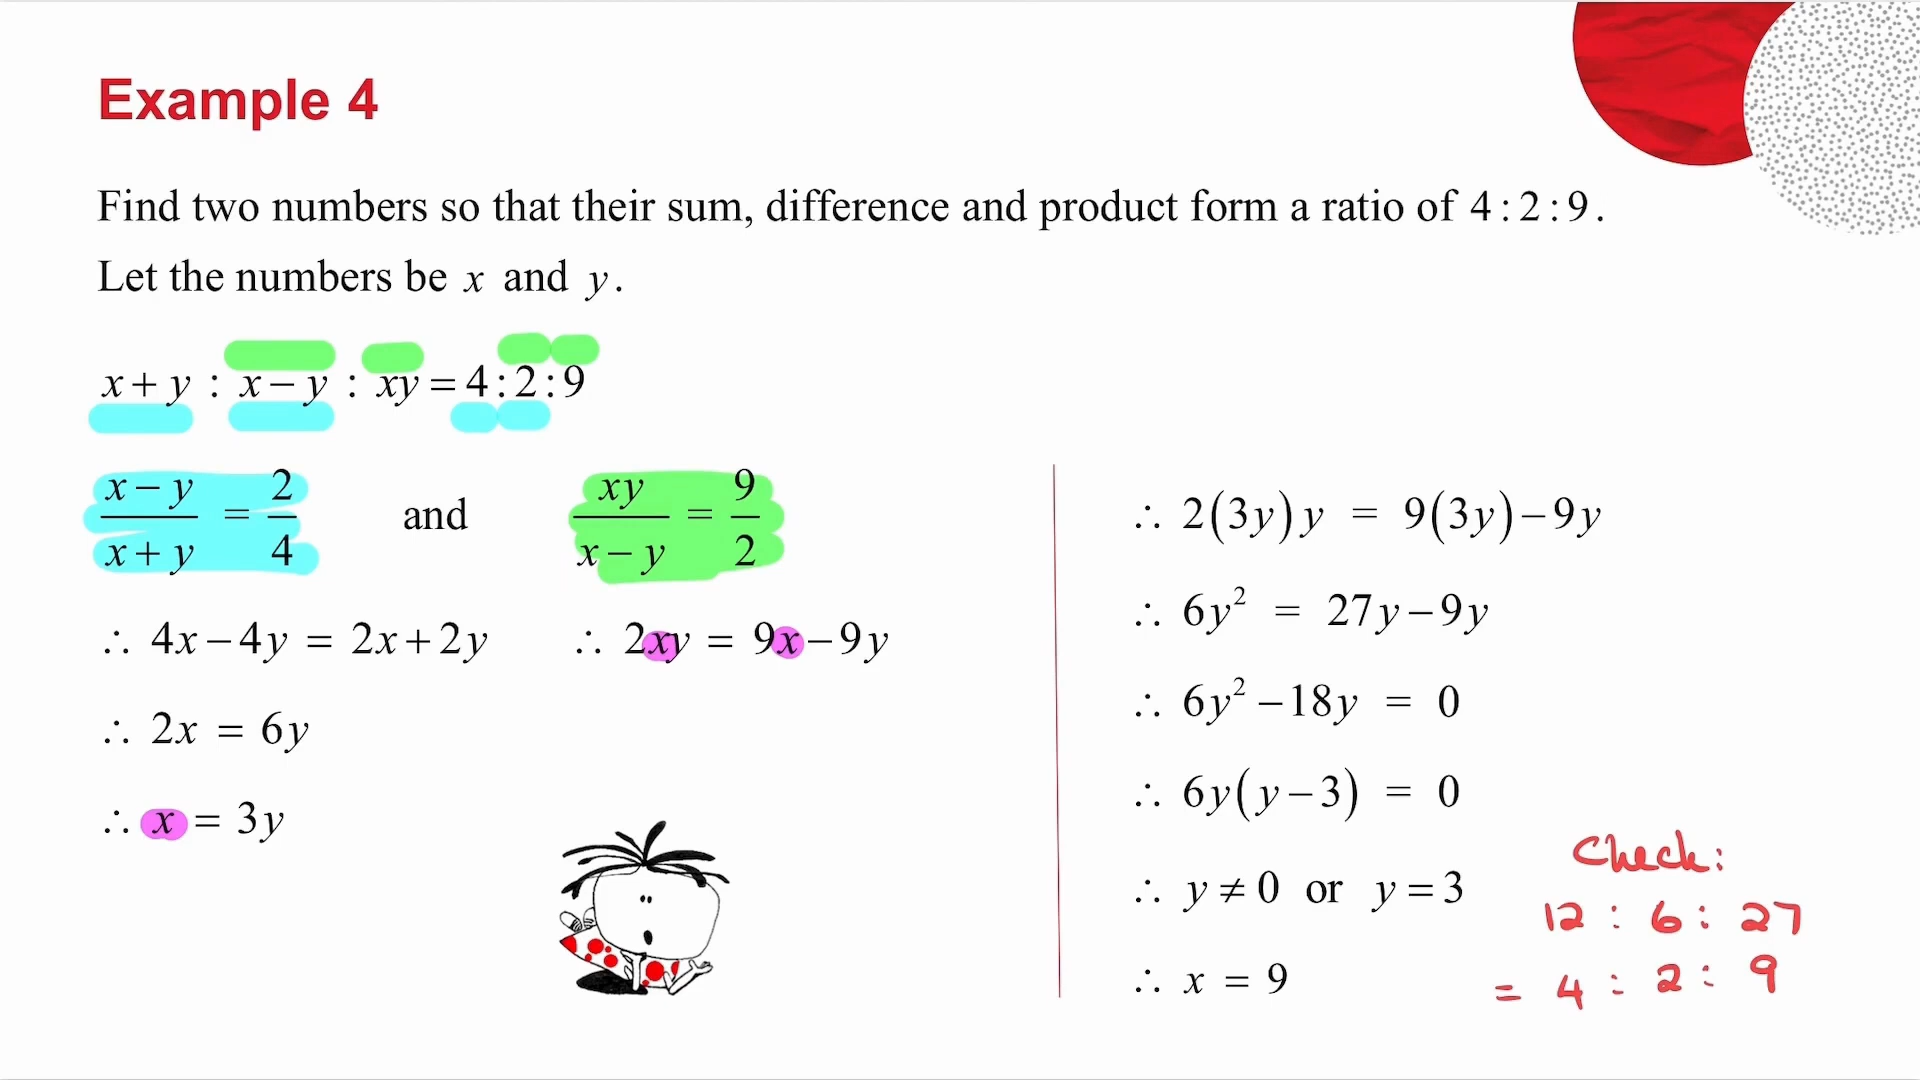 Example 4
Find two numbers so that their sum, difference and product form a ratio of 4 : 2 : 9.
Let the numbers be x and y.
x + y : x − y : xy = 4 : 2 : 9
(x − y)/(x + y) = 2/4 and xy/(x − y) = 9/2
∴ 4x − 4y = 2x + 2y ∴ 2xy = 9x − 9y
∴ 2x = 6y
∴ x = 3y
∴ 2(3y)y = 9(3y) − 9y
∴ 6y² = 27y − 9y
∴ 6y² − 18y = 0
∴ 6y(y − 3) = 0
∴ y ≠ 0 or y = 3
∴ x = 9
Check:
12 : 6 : 27
= 4 : 2 : 9